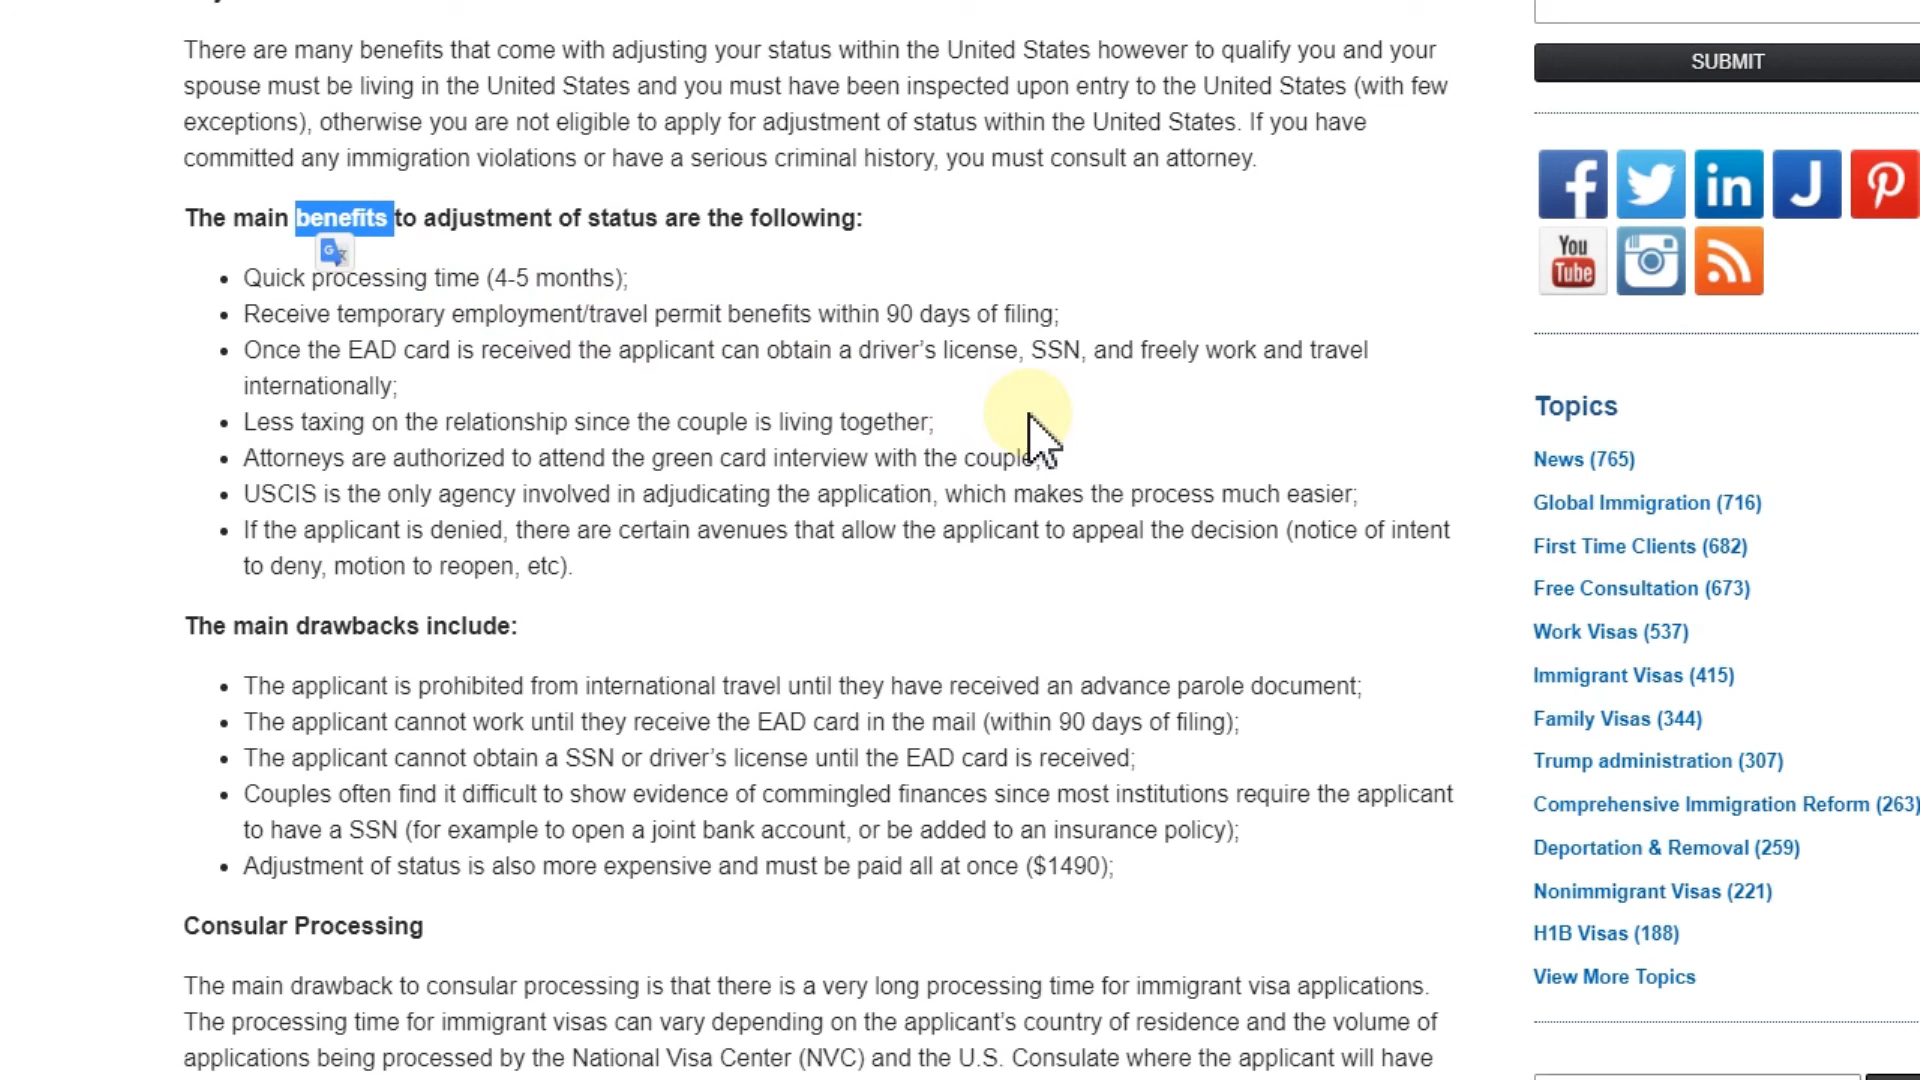 There are many benefits that come with adjusting your status within the United States however to qualify you and your
spouse must be living in the United States and you must have been inspected upon entry to the United States (with few
exceptions), otherwise you are not eligible to apply for adjustment of status within the United States. If you have
committed any immigration violations or have a serious criminal history, you must consult an attorney.
The main benefits to adjustment of status are the following:
• Quick processing time (4-5 months);
• Receive temporary employment/travel permit benefits within 90 days of filing;
• Once the EAD card is received the applicant can obtain a driver’s license, SSN, and freely work and travel
internationally;
• Less taxing on the relationship since the couple is living together;
• Attorneys are authorized to attend the green card interview with the couple;
• USCIS is the only agency involved in adjudicating the application, which makes the process much easier;
• If the applicant is denied, there are certain avenues that allow the applicant to appeal the decision (notice of intent
to deny, motion to reopen, etc).
The main drawbacks include:
• The applicant is prohibited from international travel until they have received an advance parole document;
• The applicant cannot work until they receive the EAD card in the mail (within 90 days of filing);
• The applicant cannot obtain a SSN or driver’s license until the EAD card is received;
• Couples often find it difficult to show evidence of commingled finances since most institutions require the applicant
to have a SSN (for example to open a joint bank account, or be added to an insurance policy);
• Adjustment of status is also more expensive and must be paid all at once ($1490);
Consular Processing
The main drawback to consular processing is that there is a very long processing time for immigrant visa applications.
The processing time for immigrant visas can vary depending on the applicant’s country of residence and the volume of
applications being processed by the National Visa Center (NVC) and the U.S. Consulate where the applicant will have
SUBMIT
f
in
J
You
Tube
Topics
News (765)
Global Immigration (716)
First Time Clients (682)
Free Consultation (673)
Work Visas (537)
Immigrant Visas (415)
Family Visas (344)
Trump administration (307)
Comprehensive Immigration Reform (263)
Deportation & Removal (259)
Nonimmigrant Visas (221)
H1B Visas (188)
View More Topics